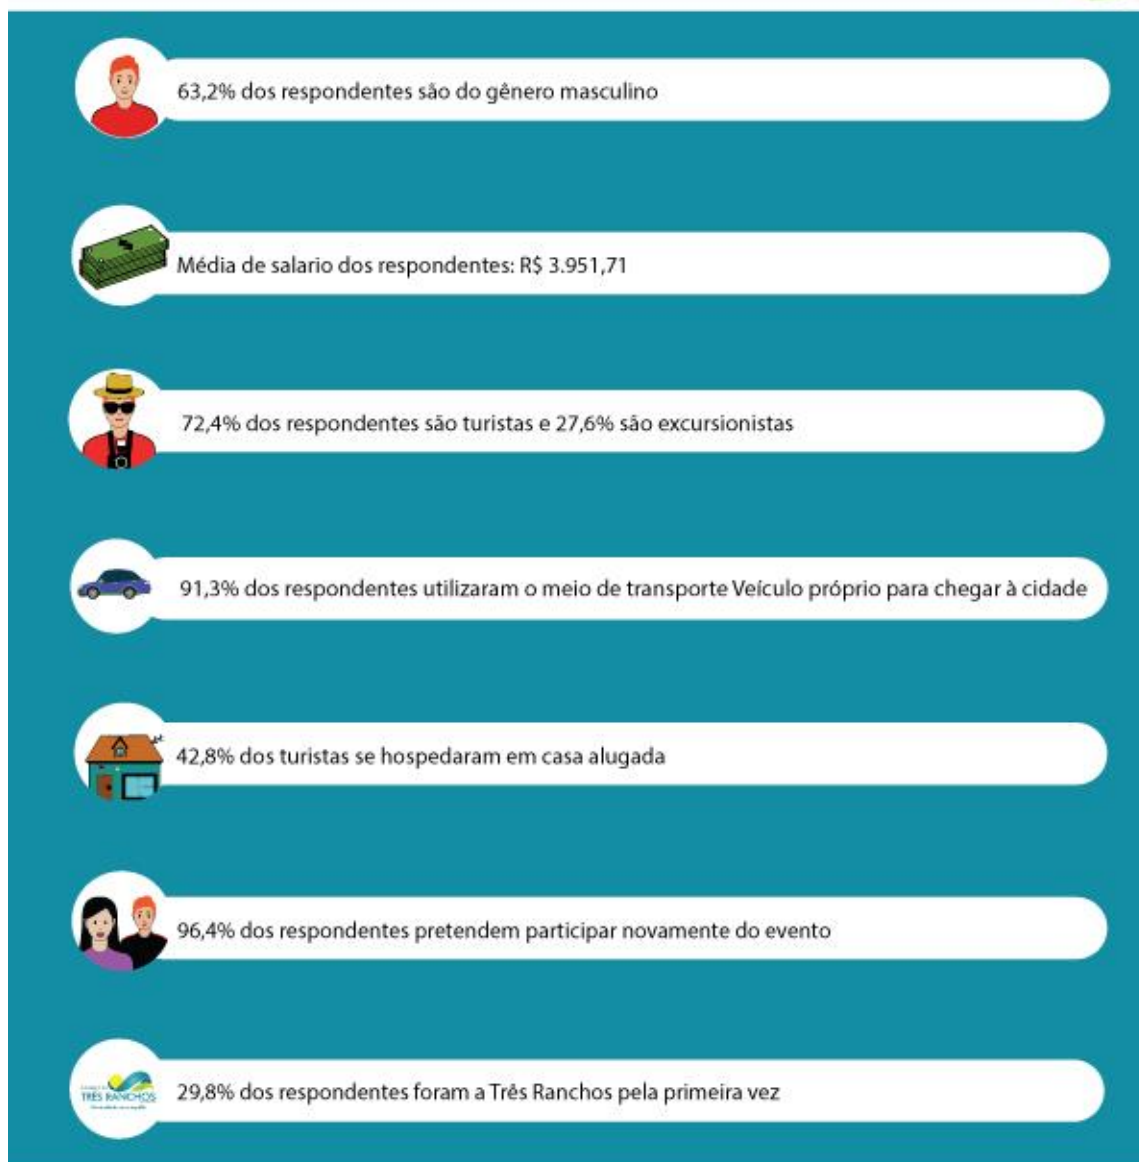 63,2% dos respondentes são do gênero masculino
Média de salario dos respondentes: R$ 3.951,71
72,4% dos respondentes são turistas e 27,6% são excursionistas
91,3% dos respondentes utilizaram o meio de transporte Veículo próprio para chegar à cidade
42,8% dos turistas se hospedaram em casa alugada
96,4% dos respondentes pretendem participar novamente do evento
TRÊS RANCHOS
29,8% dos respondentes foram a Três Ranchos pela primeira vez